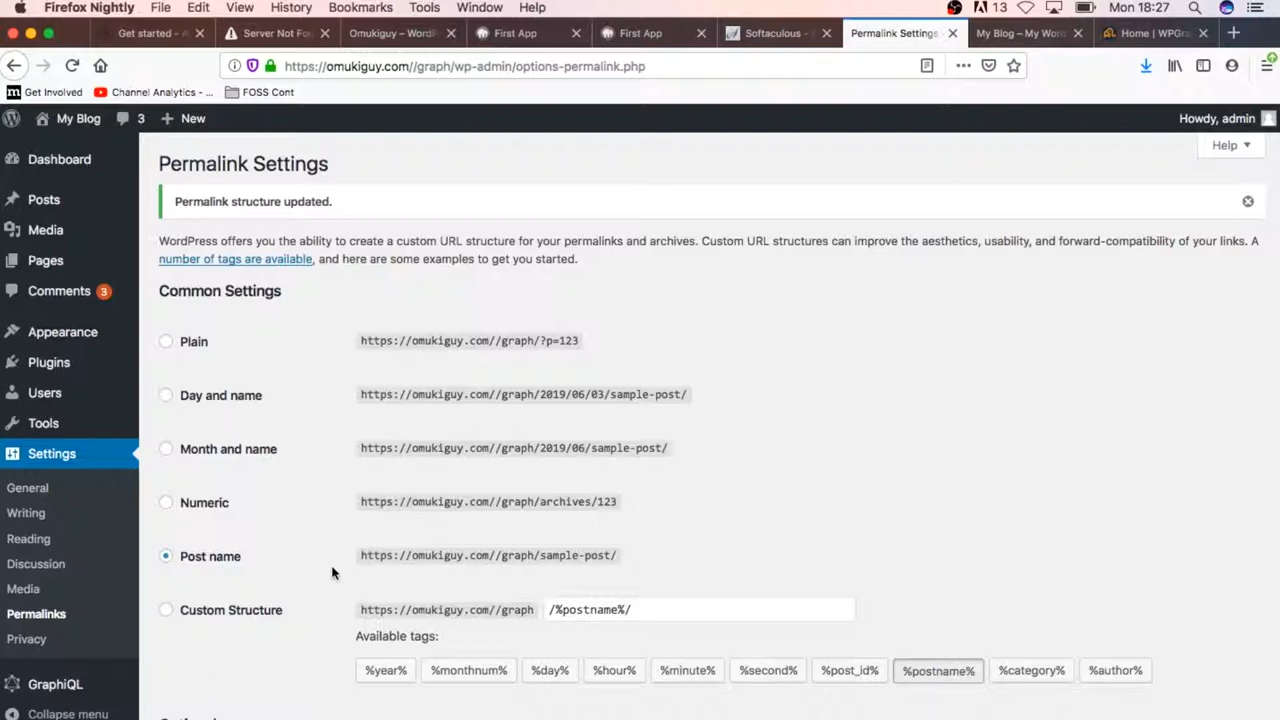 Firefox Nightly File Edit View History Bookmarks Tools Window Help 13 Mon 18:27
Get started - A Server Not Fo Omukiguy – WordP First App First App Softaculous - Permalink Settings My Blog – My Word Home | WPGra
https://omukiguy.com//graph/wp-admin/options-permalink.php
Get Involved Channel Analytics - ... FOSS Cont
My Blog 3 + New Howdy, admin
Help
Dashboard
Posts
Media
Pages
Comments 3
Appearance
Plugins
Users
Tools
Settings
General
Writing
Reading
Discussion
Media
Permalinks
Privacy
GraphiQL
Collapse menu
Permalink Settings
Permalink structure updated.
WordPress offers you the ability to create a custom URL structure for your permalinks and archives. Custom URL structures can improve the aesthetics, usability, and forward-compatibility of your links. A
number of tags are available, and here are some examples to get you started.
Common Settings
Plain https://omukiguy.com//graph/?p=123
Day and name https://omukiguy.com//graph/2019/06/03/sample-post/
Month and name https://omukiguy.com//graph/2019/06/sample-post/
Numeric https://omukiguy.com//graph/archives/123
Post name https://omukiguy.com//graph/sample-post/
Custom Structure https://omukiguy.com//graph /%postname%/
Available tags:
%year% %monthnum% %day% %hour% %minute% %second% %post_id% %postname% %category% %author%